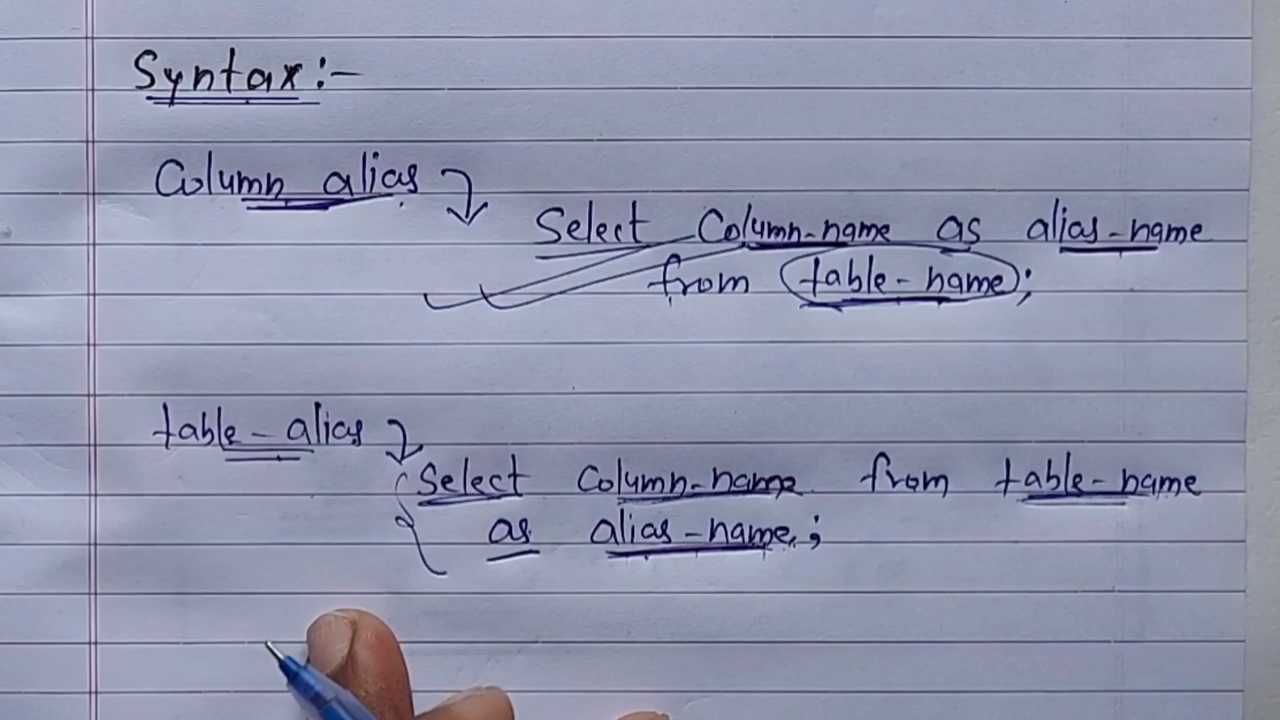 Syntax:-
Column alias
Select Column-name as alias-name
from table-name;
table-alias
Select Column-name from table-name
as alias-name;